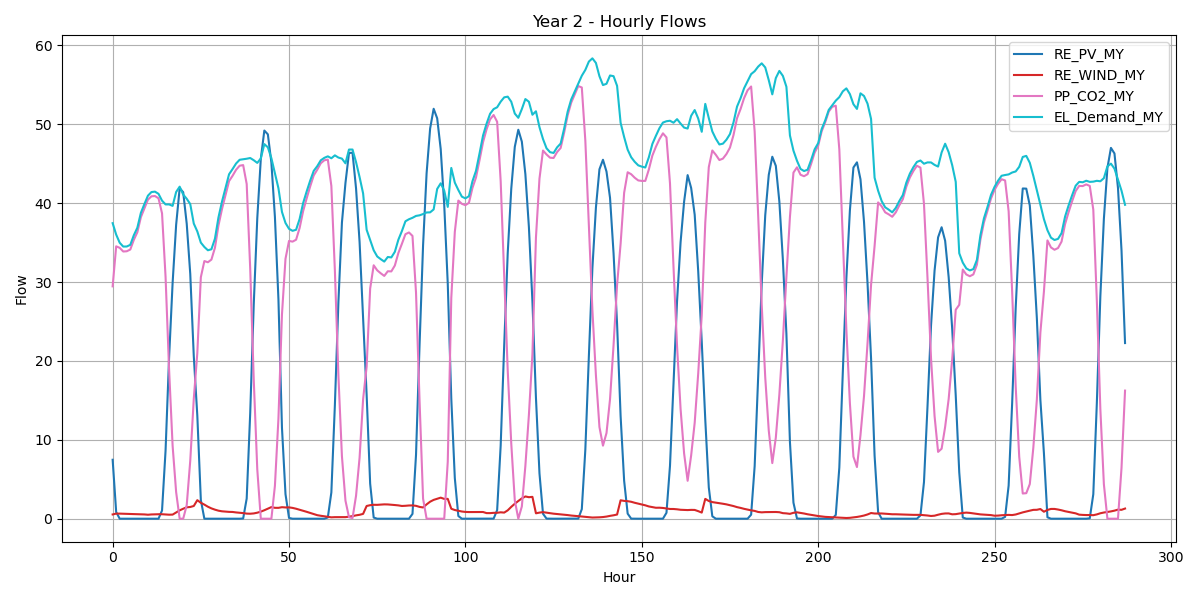 Year 2 - Hourly Flows
RE_PV_MY
RE_WIND_MY
PP_CO2_MY
EL_Demand_MY
60
50
40
30
20
10
0
Flow
0 50 100 150 200 250 300
Hour